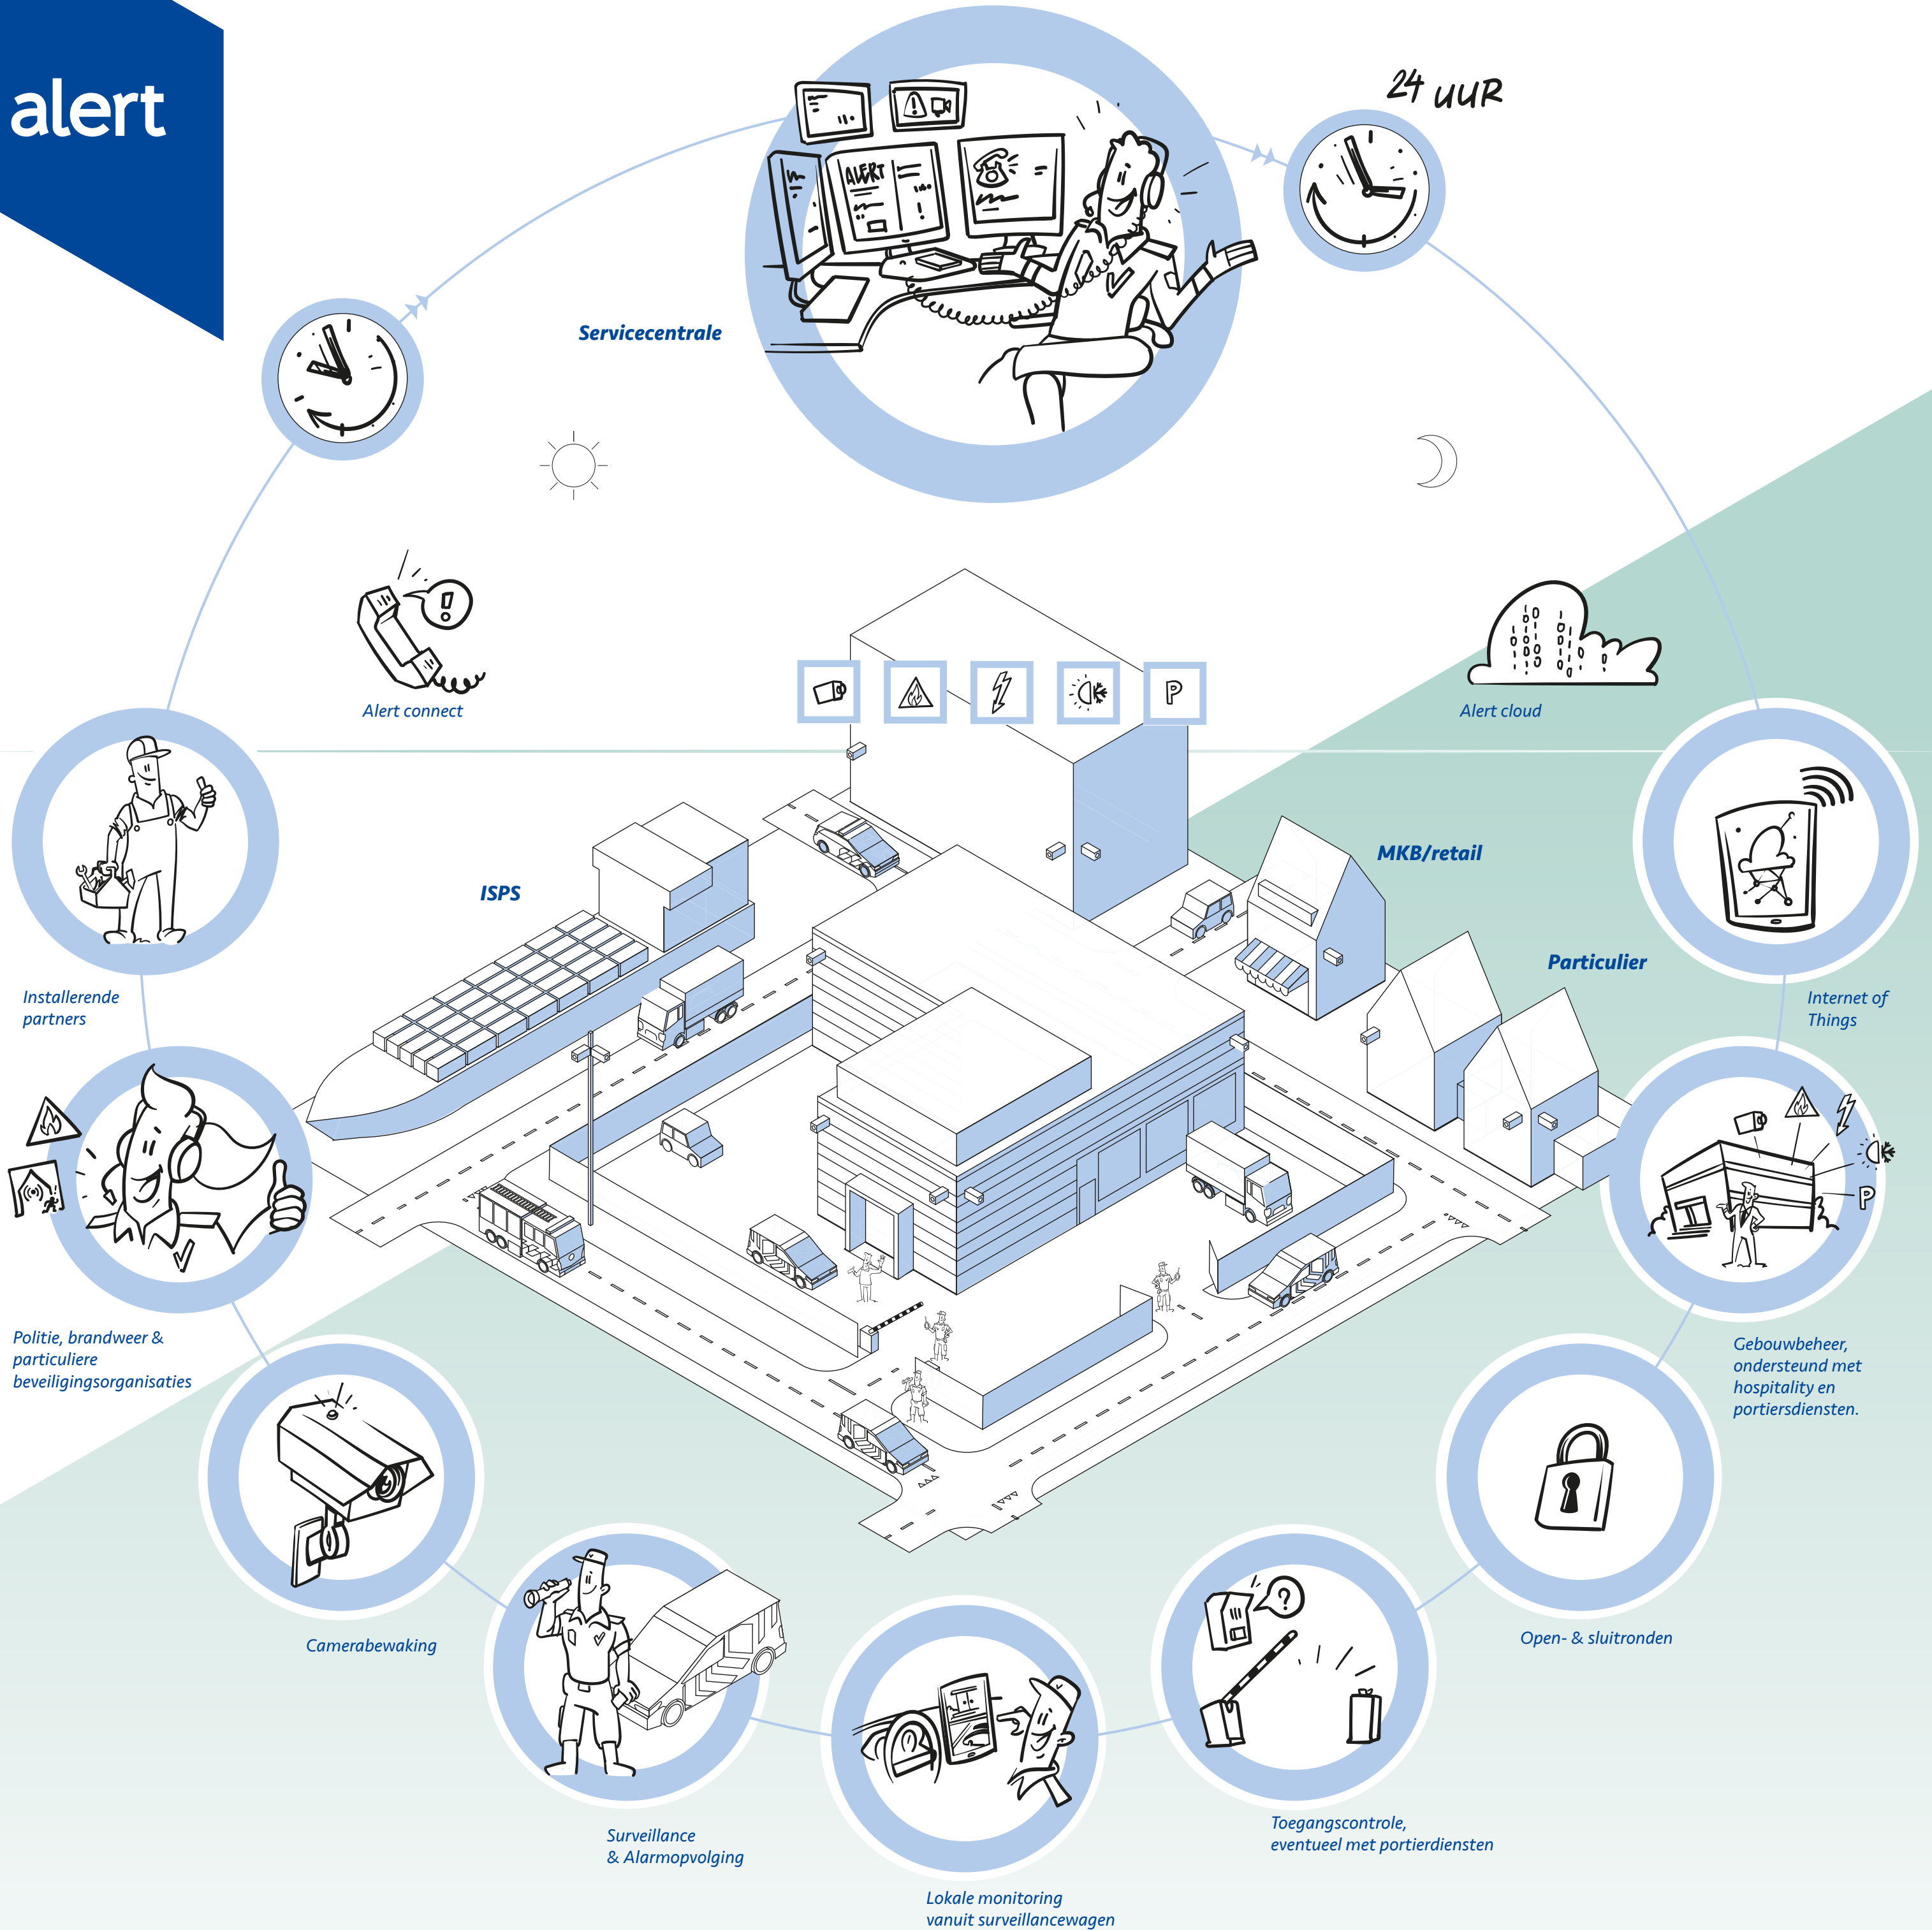 alert
24 UUR
ALERT
Servicecentrale
Alert connect
Alert cloud
P
MKB/retail
ISPS
Particulier
Installerende
partners
Internet of
Things
P
Politie, brandweer &
particuliere
beveiligingsorganisaties
Gebouwbeheer,
ondersteund met
hospitality en
portiersdiensten.
Camerabewaking
Open- & sluitronden
Surveillance
& Alarmopvolging
Toegangscontrole,
eventueel met portierdiensten
Lokale monitoring
vanuit surveillancewagen